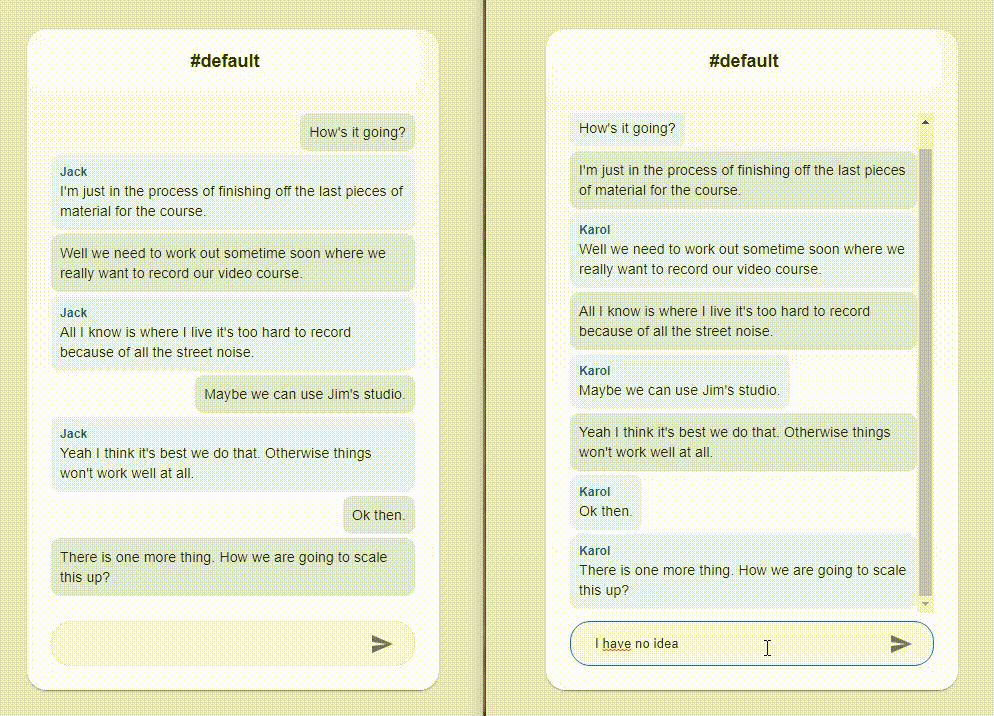 #default
How's it going?
Jack
I'm just in the process of finishing off the last pieces of
material for the course.
Well we need to work out sometime soon where we
really want to record our video course.
Jack
All I know is where I live it's too hard to record
because of all the street noise.
Maybe we can use Jim's studio.
Jack
Yeah I think it's best we do that. Otherwise things
won't work well at all.
Ok then.
There is one more thing. How we are going to scale
this up?
#default
How's it going?
I'm just in the process of finishing off the last pieces
of material for the course.
Karol
Well we need to work out sometime soon where we
really want to record our video course.
All I know is where I live it's too hard to record
because of all the street noise.
Karol
Maybe we can use Jim's studio.
Yeah I think it's best we do that. Otherwise things
won't work well at all.
Karol
Ok then.
Karol
There is one more thing. How we are going to scale
this up?
I have no idea